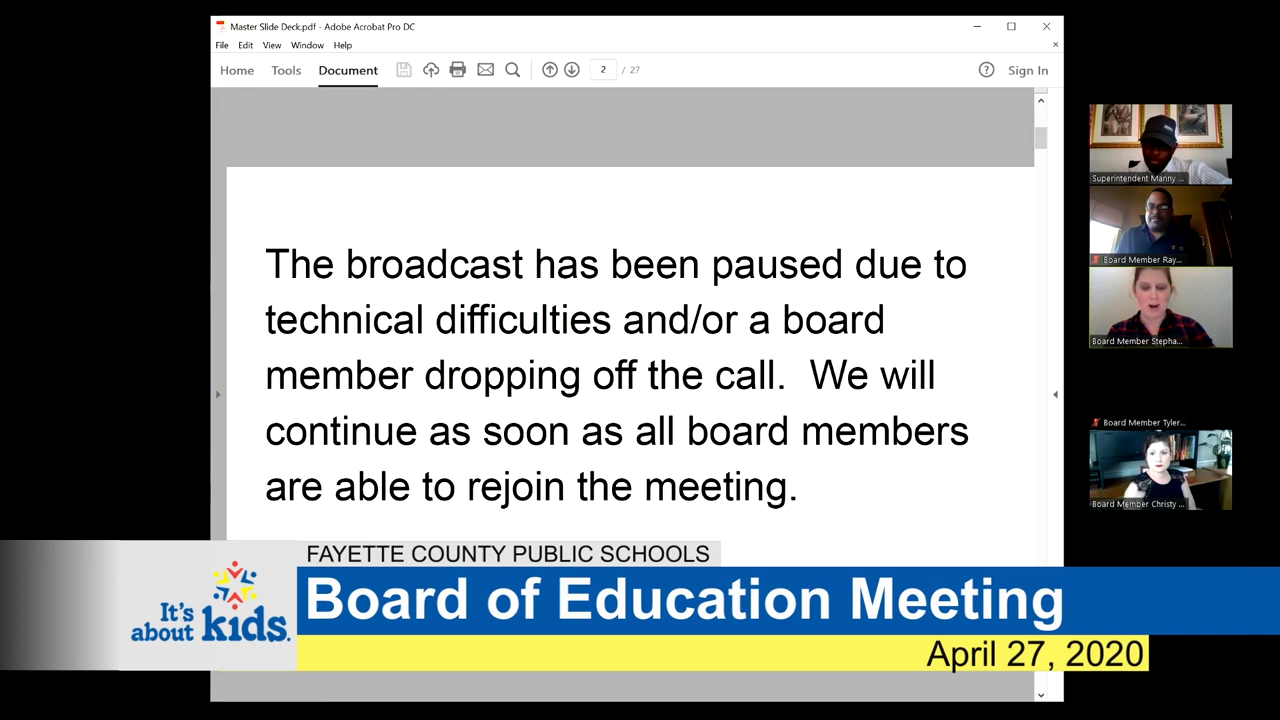 Master Slide Deck.pdf - Adobe Acrobat Pro DC
File Edit View Window Help
Home Tools Document 2 / 27 Sign In
The broadcast has been paused due to
technical difficulties and/or a board
member dropping off the call.  We will
continue as soon as all board members
are able to rejoin the meeting.
Superintendent Manny ...
Board Member Ray...
Board Member Stepha...
Board Member Tyler...
Board Member Christy ...
FAYETTE COUNTY PUBLIC SCHOOLS
Board of Education Meeting
April 27, 2020
It's
about kids.